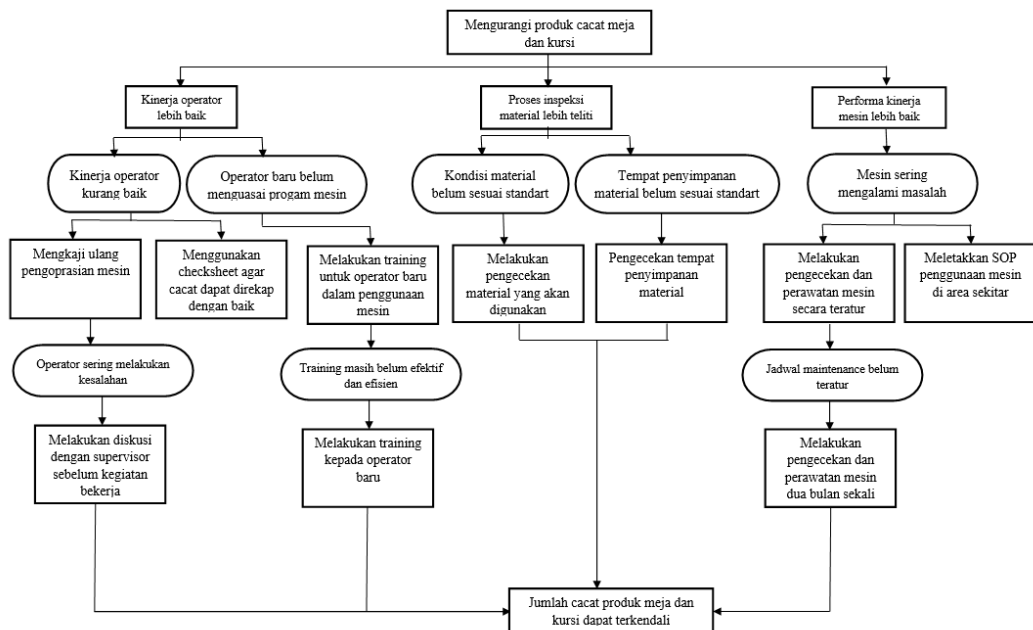 Mengurangi produk cacat meja
dan kursi
Kinerja operator
lebih baik
Proses inspeksi
material lebih teliti
Performa kinerja
mesin lebih baik
Kinerja operator
kurang baik
Operator baru belum
menguasai progam mesin
Kondisi material
belum sesuai standart
Tempat penyimpanan
material belum sesuai standart
Mesin sering
mengalami masalah
Mengkaji ulang
pengoprasian mesin
Menggunakan
checksheet agar
cacat dapat direkap
dengan baik
Melakukan training
untuk operator baru
dalam penggunaan
mesin
Melakukan
pengecekan
material yang akan
digunakan
Pengecekan tempat
penyimpanan
material
Melakukan
pengecekan dan
perawatan mesin
secara teratur
Meletakkan SOP
penggunaan mesin
di area sekitar
Operator sering melakukan
kesalahan
Training masih belum efektif
dan efisien
Jadwal maintenance belum
teratur
Melakukan diskusi
dengan supervisor
sebelum kegiatan
bekerja
Melakukan training
kepada operator
baru
Melakukan
pengecekan dan
perawatan mesin
dua bulan sekali
Jumlah cacat produk meja dan
kursi dapat terkendali